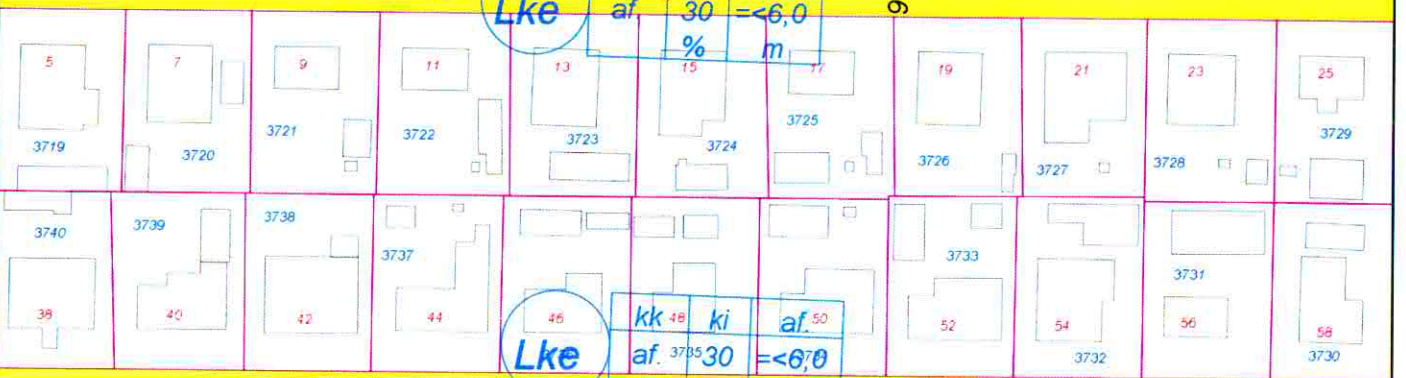 Lke af. 30 =<6,0
% m
9
5 7 9 11 13 15 17 19 21 23 25
3719 3720 3721 3722 3723 3724 3725 3726 3727 3728 3729
3740 3739 3738 3737 3733 3731
38 40 42 44 46 48 50 52 54 56 58
kk ki af.
Lke af. 3735 30 =<6,0
3732 3730